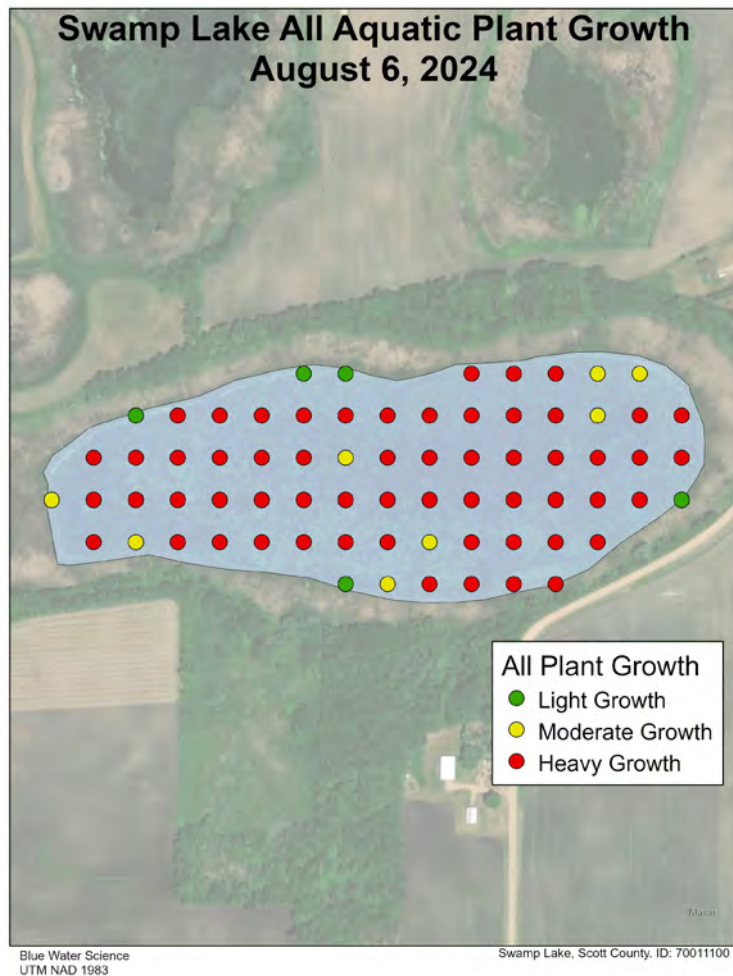 Swamp Lake All Aquatic Plant Growth
August 6, 2024
All Plant Growth
Light Growth
Moderate Growth
Heavy Growth
Maxar
Blue Water Science
UTM NAD 1983
Swamp Lake, Scott County. ID: 70011100